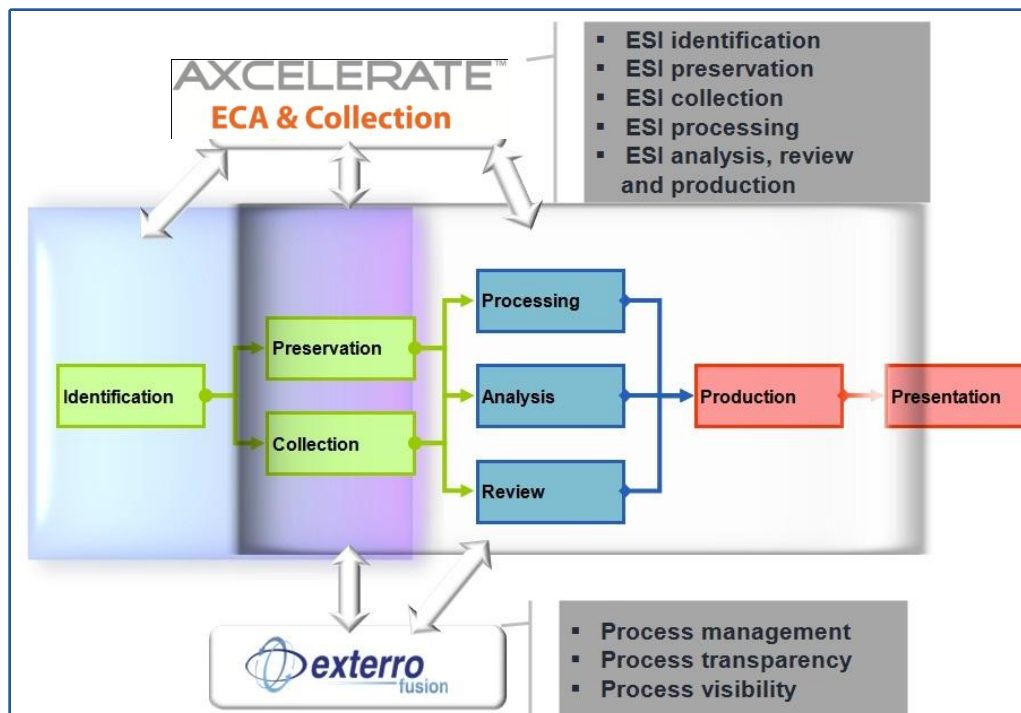 AXCELERATE™
ECA & Collection
▪ ESI identification
▪ ESI preservation
▪ ESI collection
▪ ESI processing
▪ ESI analysis, review
and production
Processing
Preservation
Identification
Analysis
Production
Presentation
Collection
Review
exterro
fusion
▪ Process management
▪ Process transparency
▪ Process visibility